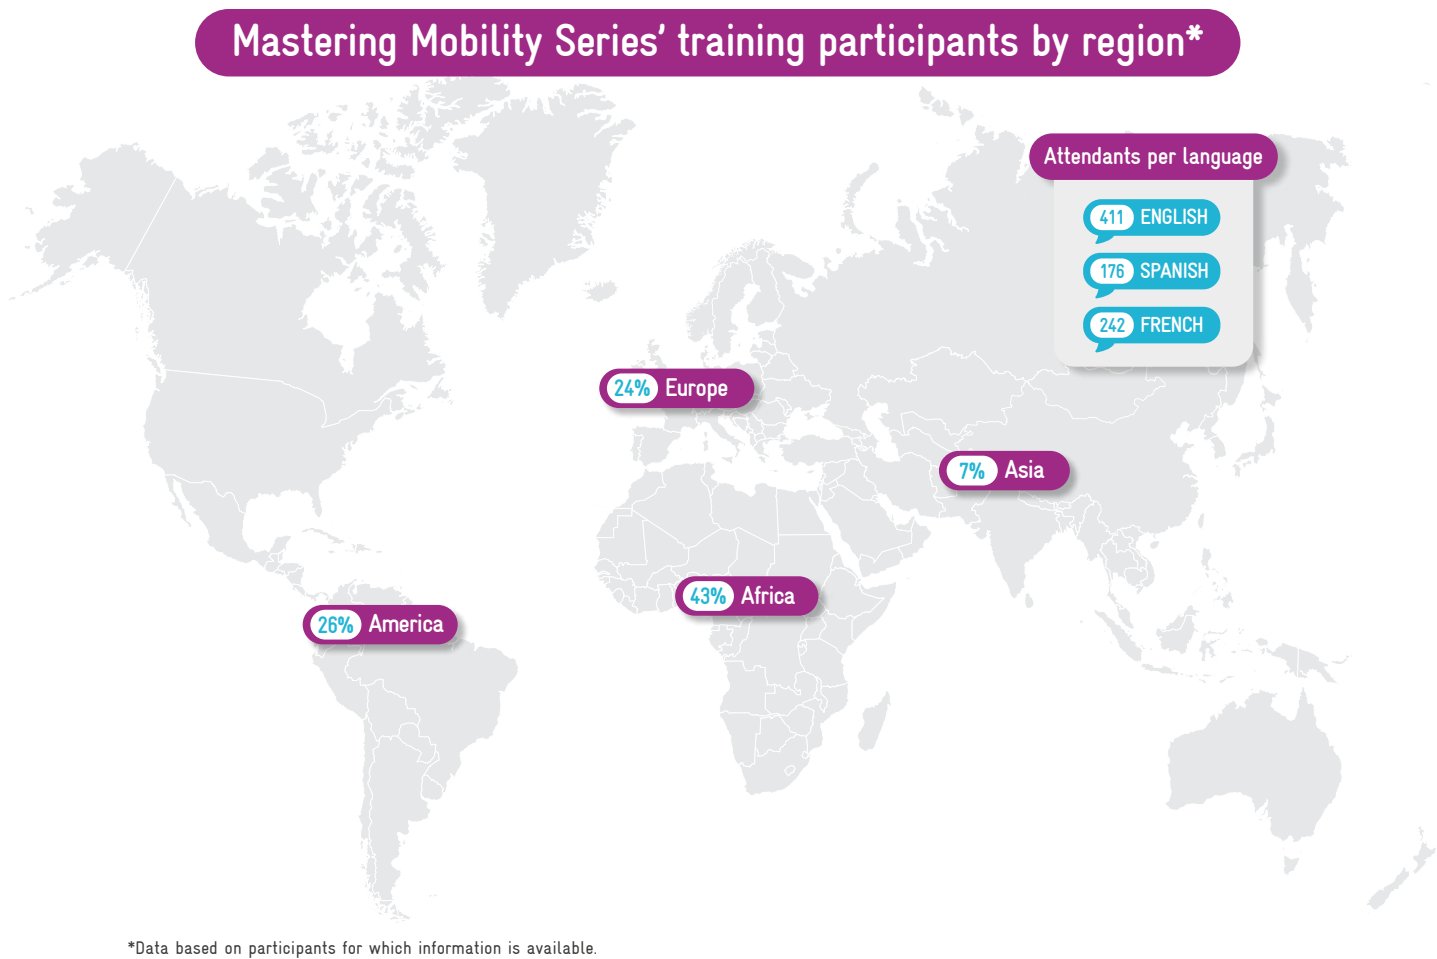 Mastering Mobility Series’ training participants by region*
Attendants per language
411 ENGLISH
176 SPANISH
242 FRENCH
24% Europe
7% Asia
43% Africa
26% America
*Data based on participants for which information is available.